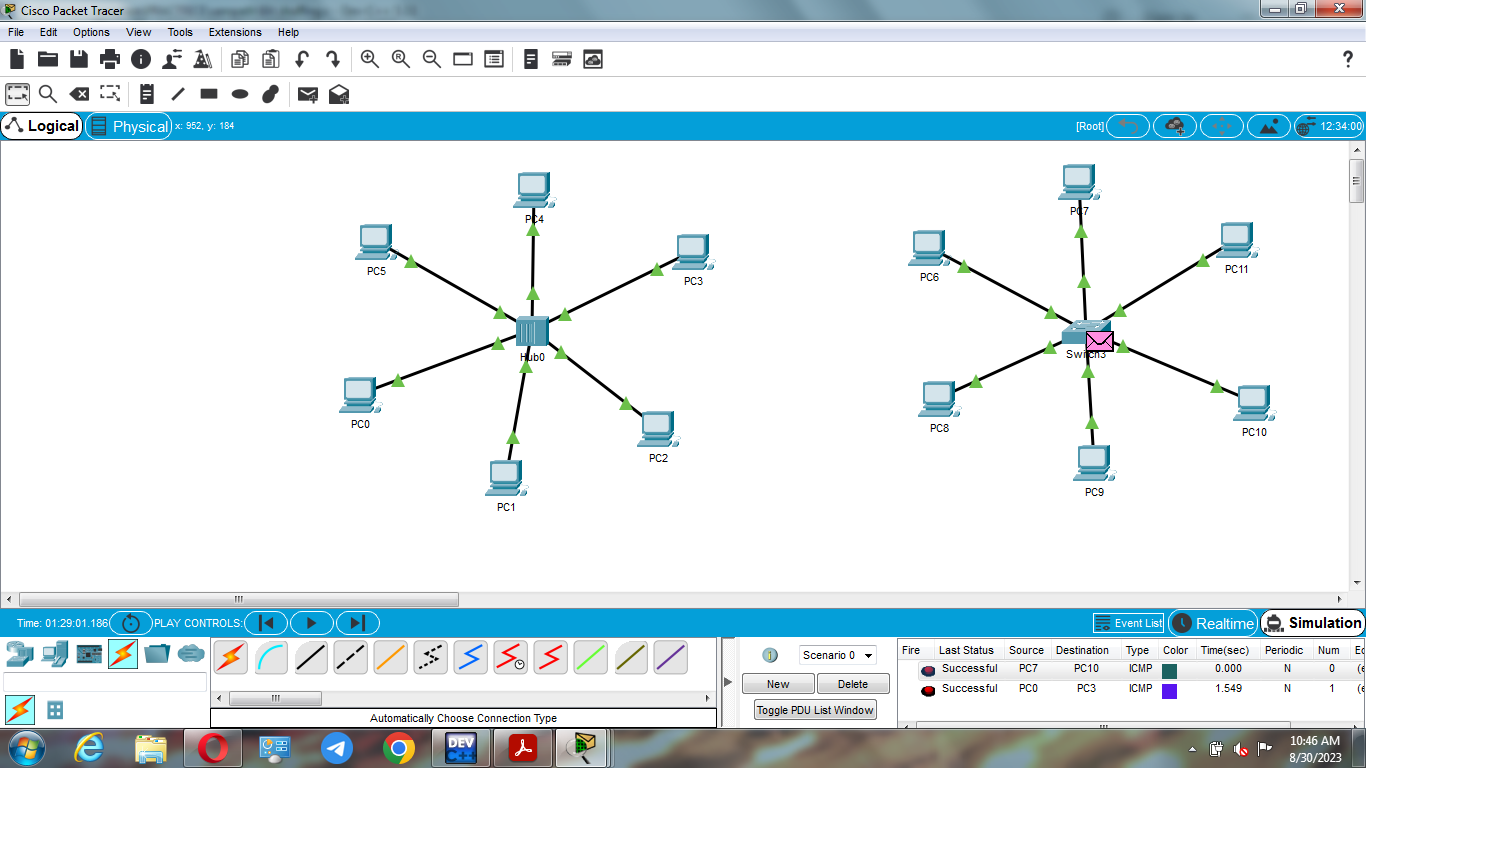 Cisco Packet Tracer
File Edit Options View Tools Extensions Help
?
Logical Physical x: 952, y: 184 [Root] 12:34:00
PC4
PC5
PC3
Hub0
PC0
PC2
PC1
PC7
PC6
PC11
Switch3
PC8
PC10
PC9
Time: 01:29:01.186 PLAY CONTROLS: Event List Realtime Simulation
Scenario 0
New Delete
Toggle PDU List Window
Automatically Choose Connection Type
Fire Last Status Source Destination Type Color Time(sec) Periodic Num Ec
Successful PC7 PC10 ICMP 0.000 N 0 (e
Successful PC0 PC3 ICMP 1.549 N 1 (e
DEV C++
10:46 AM
8/30/2023